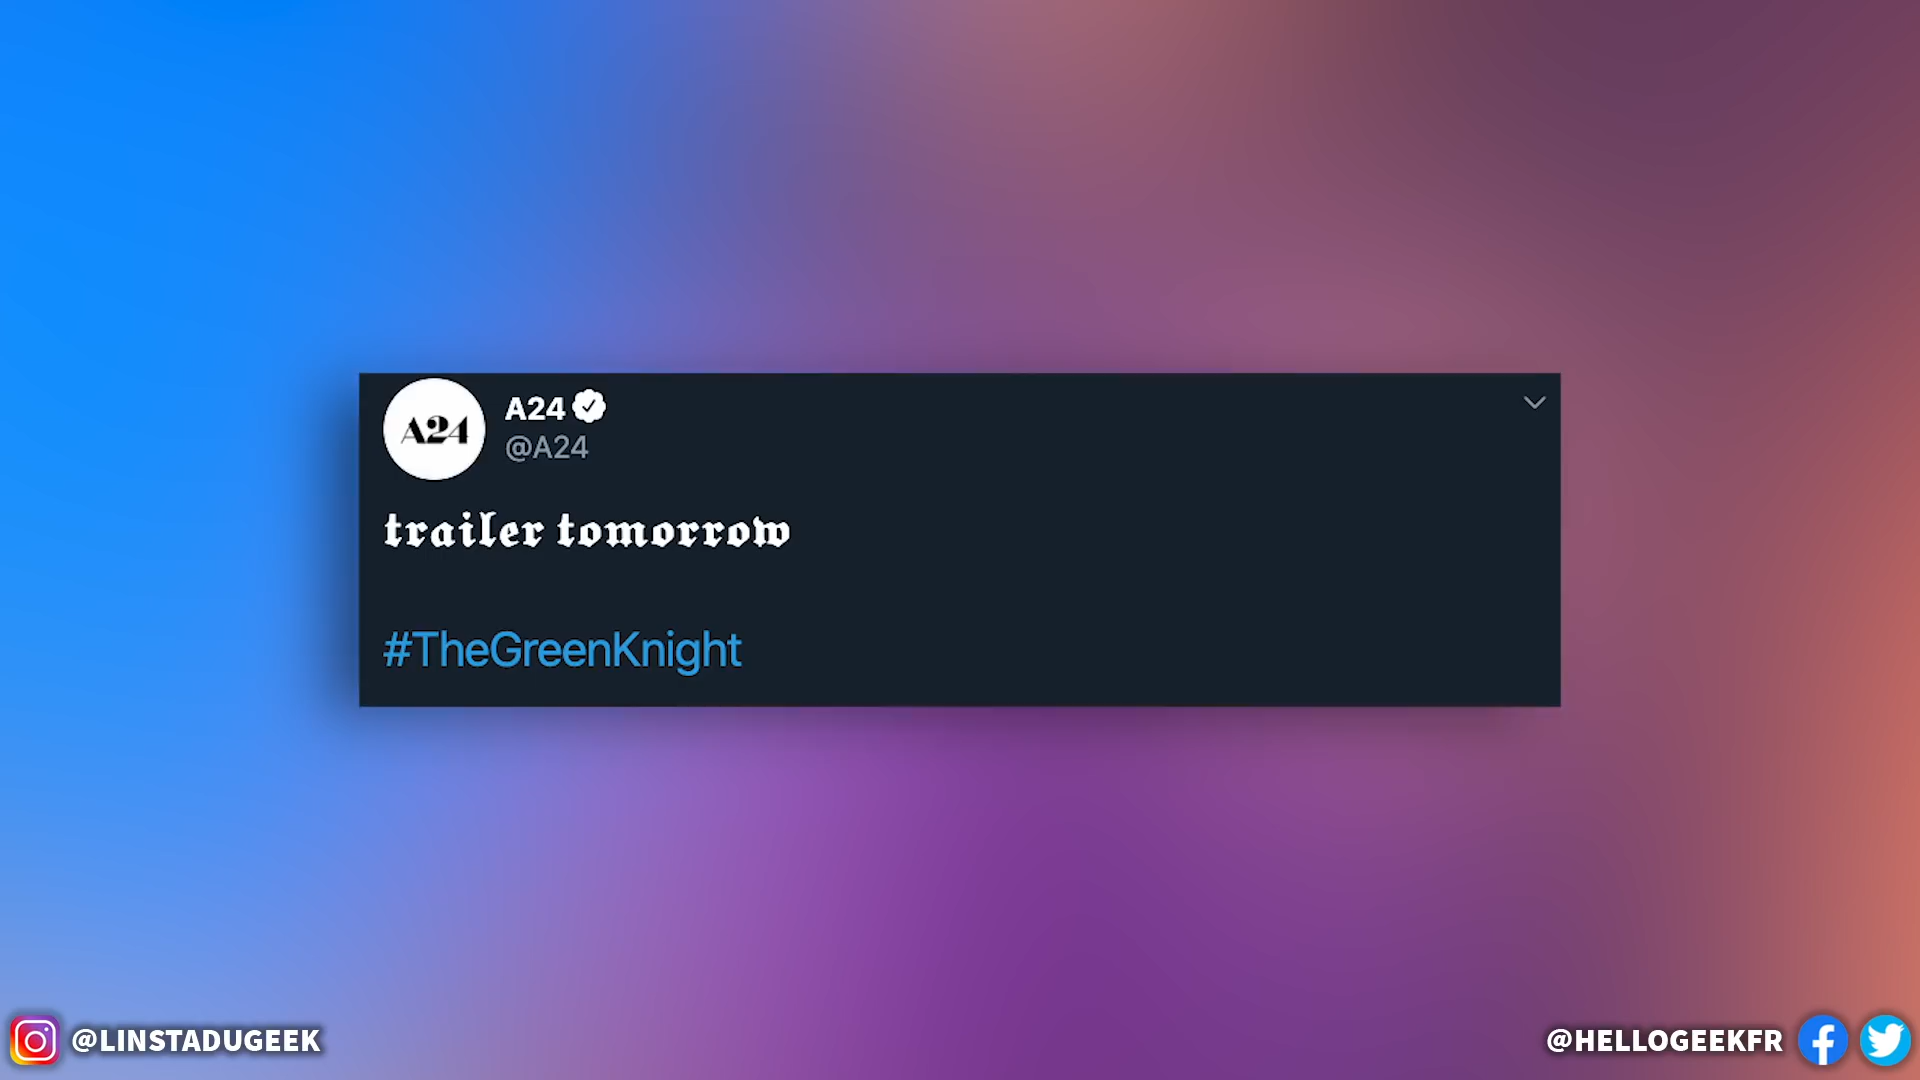 A24
A24
@A24
𝖙𝖗𝖆𝖎𝖑𝖊𝖗 𝖙𝖔𝖒𝖔𝖗𝖗𝖔𝖜
#TheGreenKnight
@LINSTADUGEEK
@HELLOGEEKFR